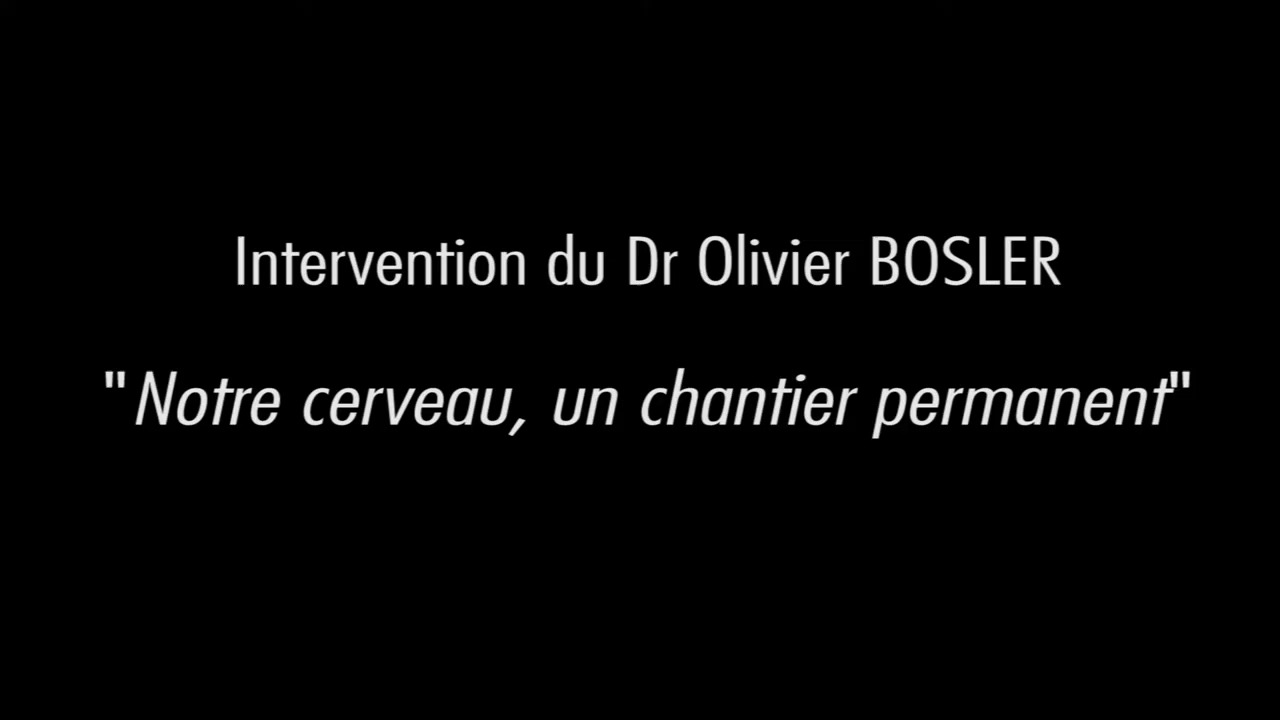 Intervention du Dr Olivier BOSLER
"Notre cerveau, un chantier permanent"